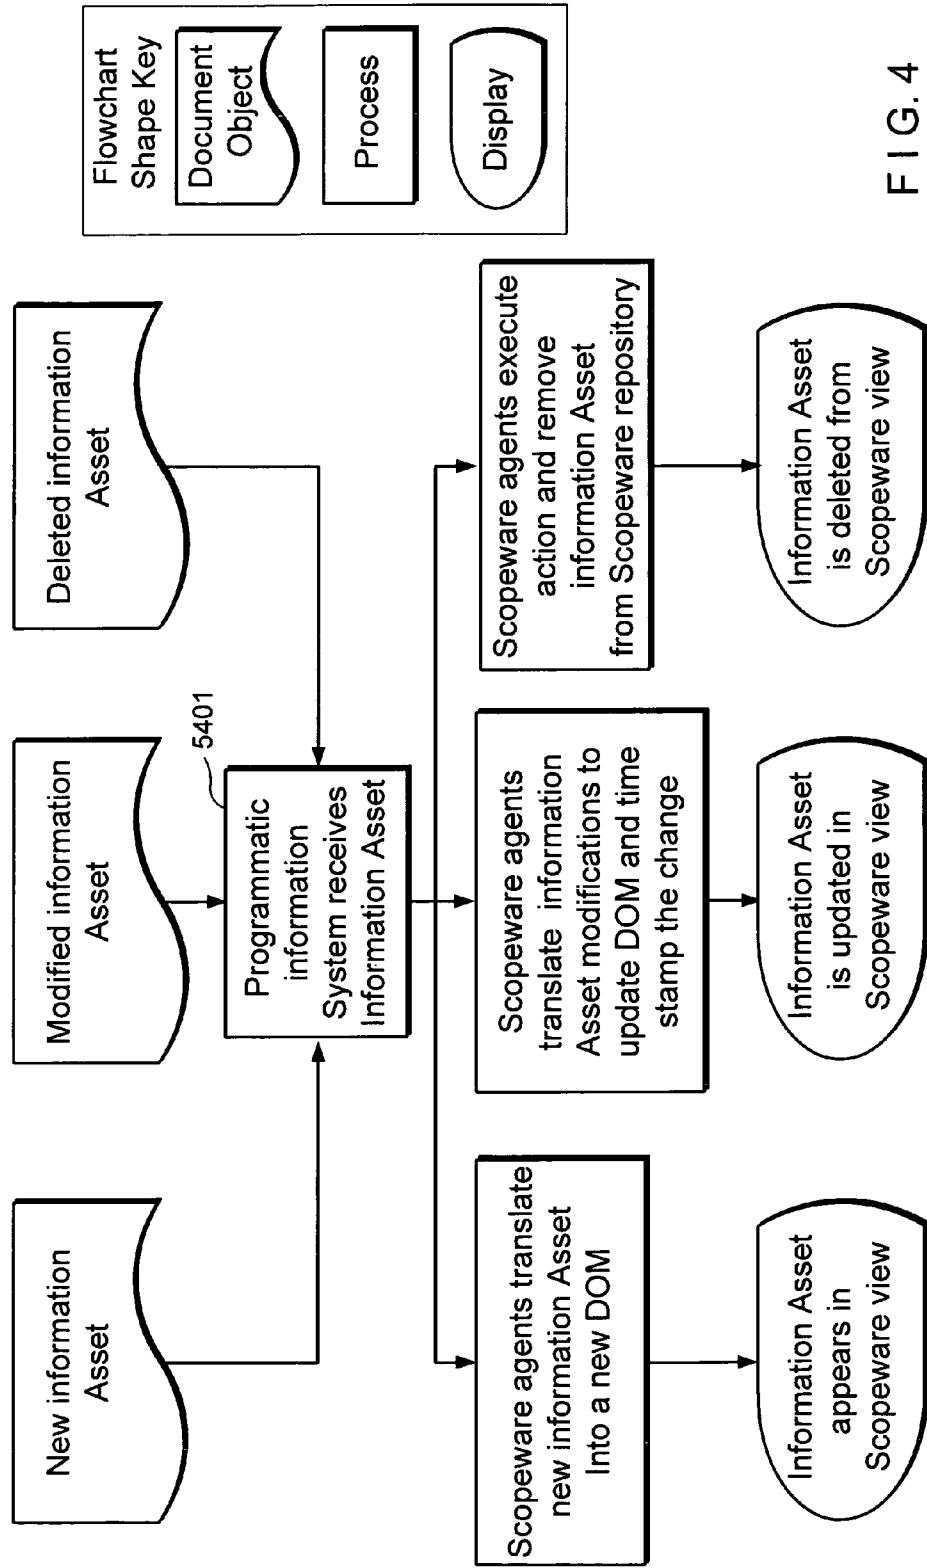 New information
Asset
Modified information
Asset
Deleted information
Asset
Flowchart
Shape Key
Document
Object
Process
Display
5401
Programmatic
information
System receives
Information Asset
Scopeware agents translate
new information Asset
Into a new DOM
Scopeware agents
translate information
Asset modifications to
update DOM and time
stamp the change
Scopeware agents execute
action and remove
information Asset
from Scopeware repository
Information Asset
appears in
Scopeware view
Information Asset
is updated in
Scopeware view
Information Asset
is deleted from
Scopeware view
FIG. 4